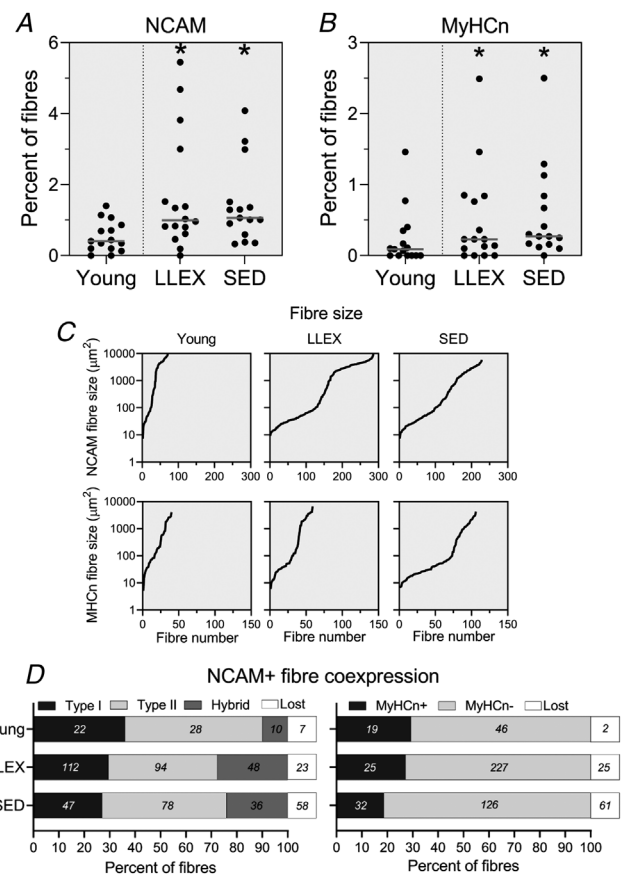 A NCAM
Percent of fibres
6
4
2
0
* *
Young LLEX SED
B MyHCn
Percent of fibres
3
2
1
0
* *
Young LLEX SED
C Fibre size
Young LLEX SED
NCAM fibre size (μm²)
10000
1000
100
10
1
0 100 200 300 0 100 200 300 0 100 200 300
MHCn fibre size (μm²)
10000
1000
100
10
1
0 50 100 150 0 50 100 150 0 50 100 150
Fibre number Fibre number Fibre number
D NCAM+ fibre coexpression
Type I Type II Hybrid Lost
ung 22 28 10 7
LEX 112 94 48 23
SED 47 78 36 58
0 10 20 30 40 50 60 70 80 90 100
Percent of fibres
MyHCn+ MyHCn- Lost
19 46 2
25 227 25
32 126 61
0 10 20 30 40 50 60 70 80 90 100
Percent of fibres